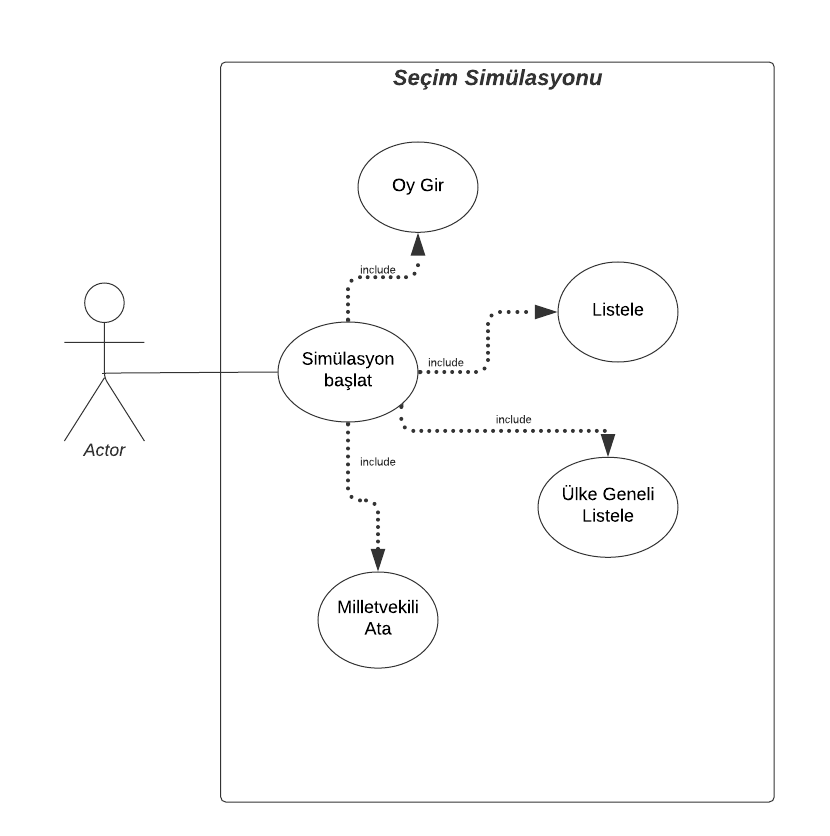 Seçim Simülasyonu
Oy Gir
include
Listele
Simülasyon
başlat
include
include
Actor
include
Ülke Geneli
Listele
Milletvekili
Ata